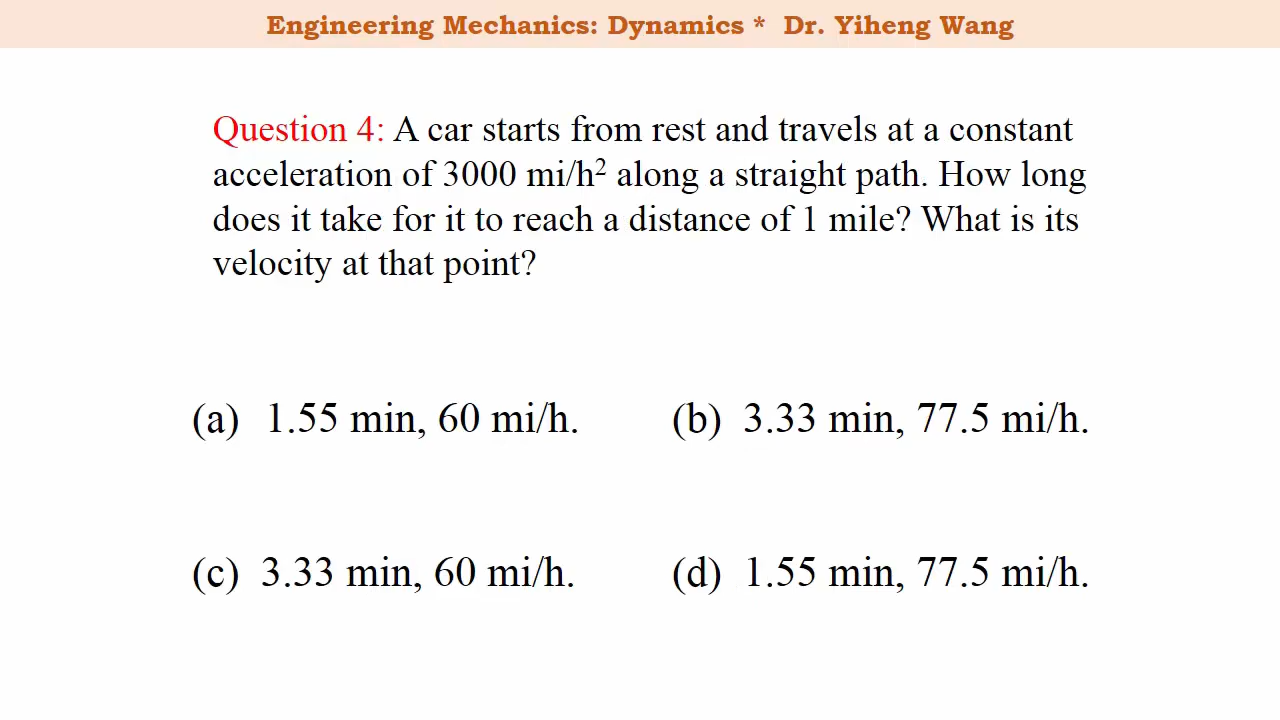 Engineering Mechanics: Dynamics * Dr. Yiheng Wang
Question 4: A car starts from rest and travels at a constant
acceleration of 3000 mi/h² along a straight path. How long
does it take for it to reach a distance of 1 mile? What is its
velocity at that point?
(a) 1.55 min, 60 mi/h. (b) 3.33 min, 77.5 mi/h.
(c) 3.33 min, 60 mi/h. (d) 1.55 min, 77.5 mi/h.